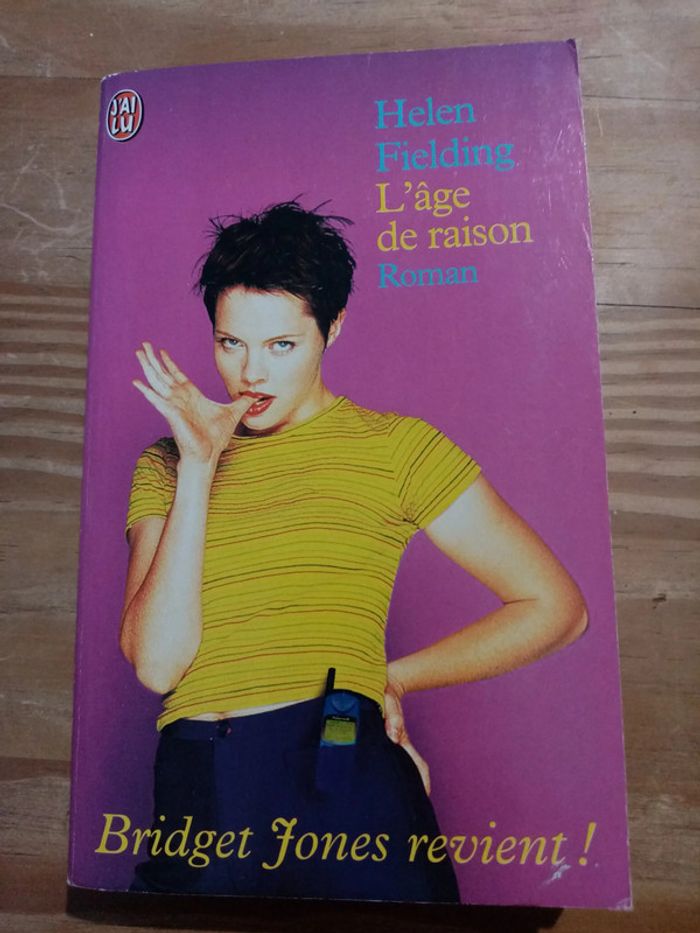 J'AI
LU
Helen
Fielding
L'âge
de raison
Roman
Bridget Jones revient !